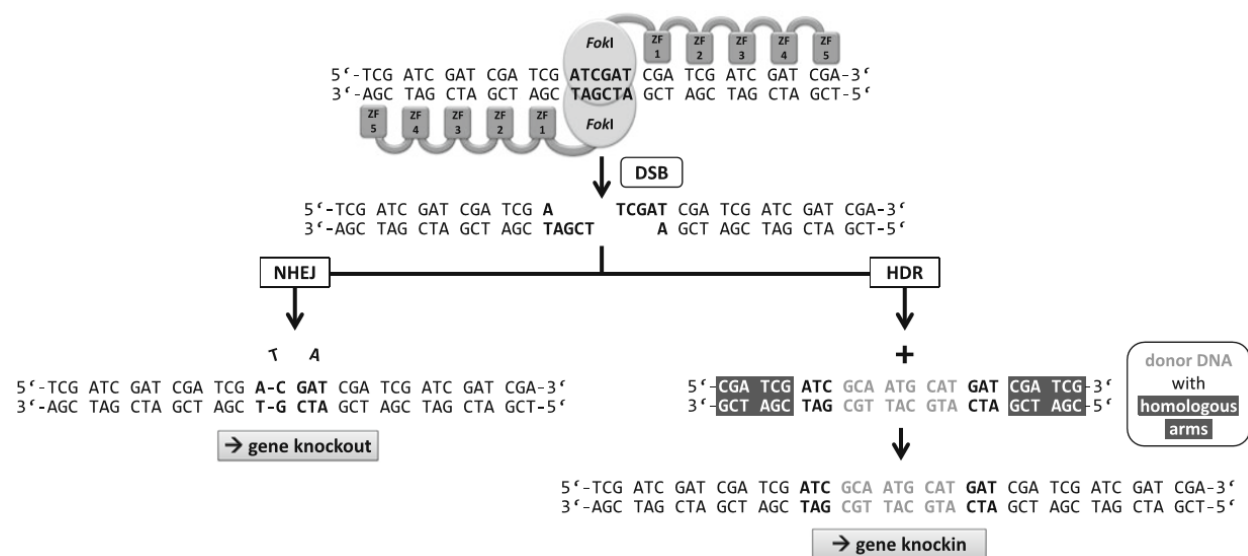 FokI
ZF 1
ZF 2
ZF 3
ZF 4
ZF 5
5‘-TCG ATC GAT CGA TCG ATCGAT CGA TCG ATC GAT CGA-3‘
3‘-AGC TAG CTA GCT AGC TAGCTA GCT AGC TAG CTA GCT-5‘
ZF 5
ZF 4
ZF 3
ZF 2
ZF 1
FokI
DSB
5‘-TCG ATC GAT CGA TCG A TCGAT CGA TCG ATC GAT CGA-3‘
3‘-AGC TAG CTA GCT AGC TAGCT A GCT AGC TAG CTA GCT-5‘
NHEJ
HDR
T A
5‘-TCG ATC GAT CGA TCG A-C GAT CGA TCG ATC GAT CGA-3‘
3‘-AGC TAG CTA GCT AGC T-G CTA GCT AGC TAG CTA GCT-5‘
→ gene knockout
+
5‘-CGA TCG ATC GCA ATG CAT GAT CGA TCG-3‘
3‘-GCT AGC TAG CGT TAC GTA CTA GCT AGC-5‘
donor DNA
with
homologous
arms
5‘-TCG ATC GAT CGA TCG ATC GCA ATG CAT GAT CGA TCG ATC GAT CGA-3‘
3‘-AGC TAG CTA GCT AGC TAG CGT TAC GTA CTA GCT AGC TAG CTA GCT-5‘
→ gene knockin